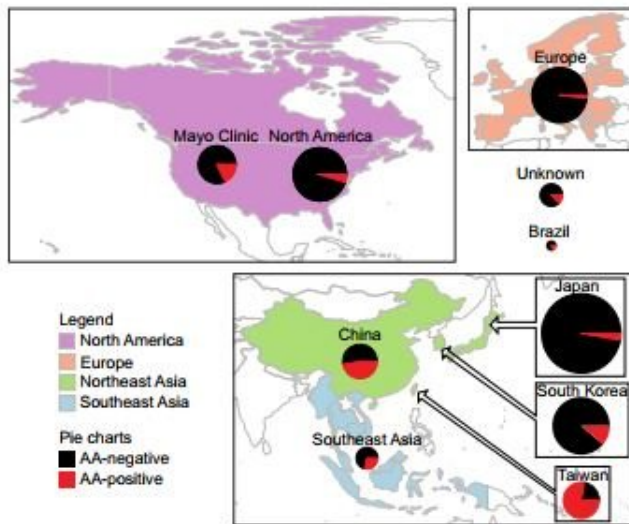 Mayo Clinic
North America
Europe
Unknown
Brazil
Legend
North America
Europe
Northeast Asia
Southeast Asia
Pie charts
AA-negative
AA-positive
China
Southeast Asia
Japan
South Korea
Taiwan